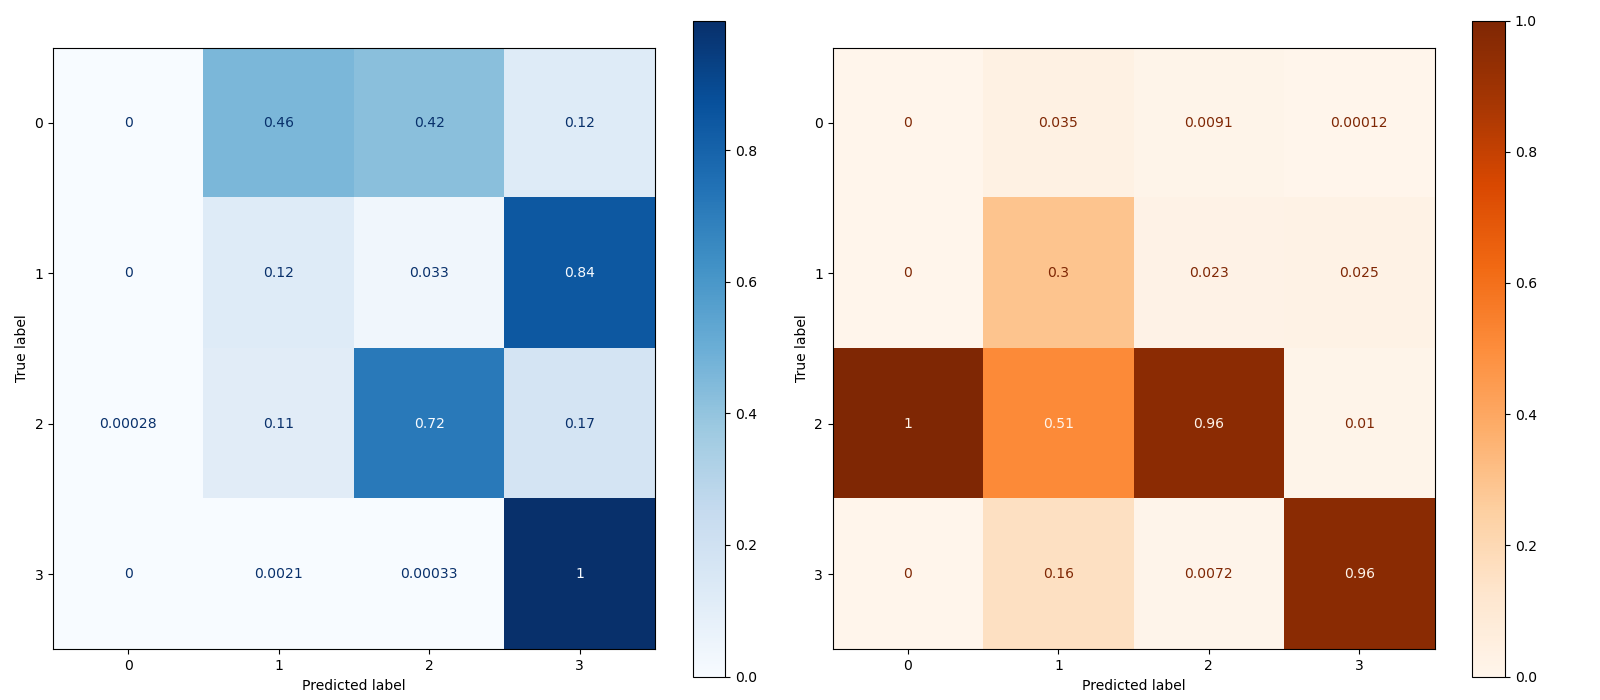 0 0 0.46 0.42 0.12
1 0 0.12 0.033 0.84
2 0.00028 0.11 0.72 0.17
3 0 0.0021 0.00033 1
0 1 2 3
True label
Predicted label
0.8
0.6
0.4
0.2
0.0
0 0 0.035 0.0091 0.00012
1 0 0.3 0.023 0.025
2 1 0.51 0.96 0.01
3 0 0.16 0.0072 0.96
0 1 2 3
True label
Predicted label
1.0
0.8
0.6
0.4
0.2
0.0